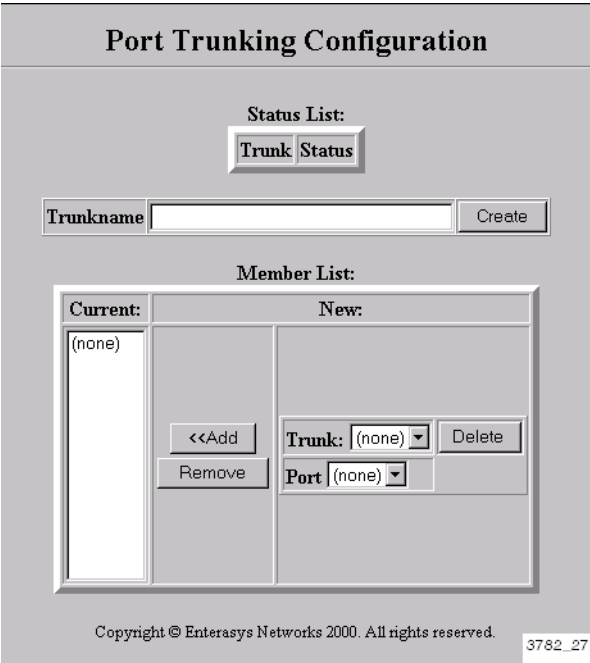 Port Trunking Configuration
Status List:
Trunk Status
Trunkname Create
Member List:
Current: New:
(none)
<<Add Trunk: (none) Delete
Remove Port (none)
Copyright © Enterasys Networks 2000. All rights reserved.
3782_27